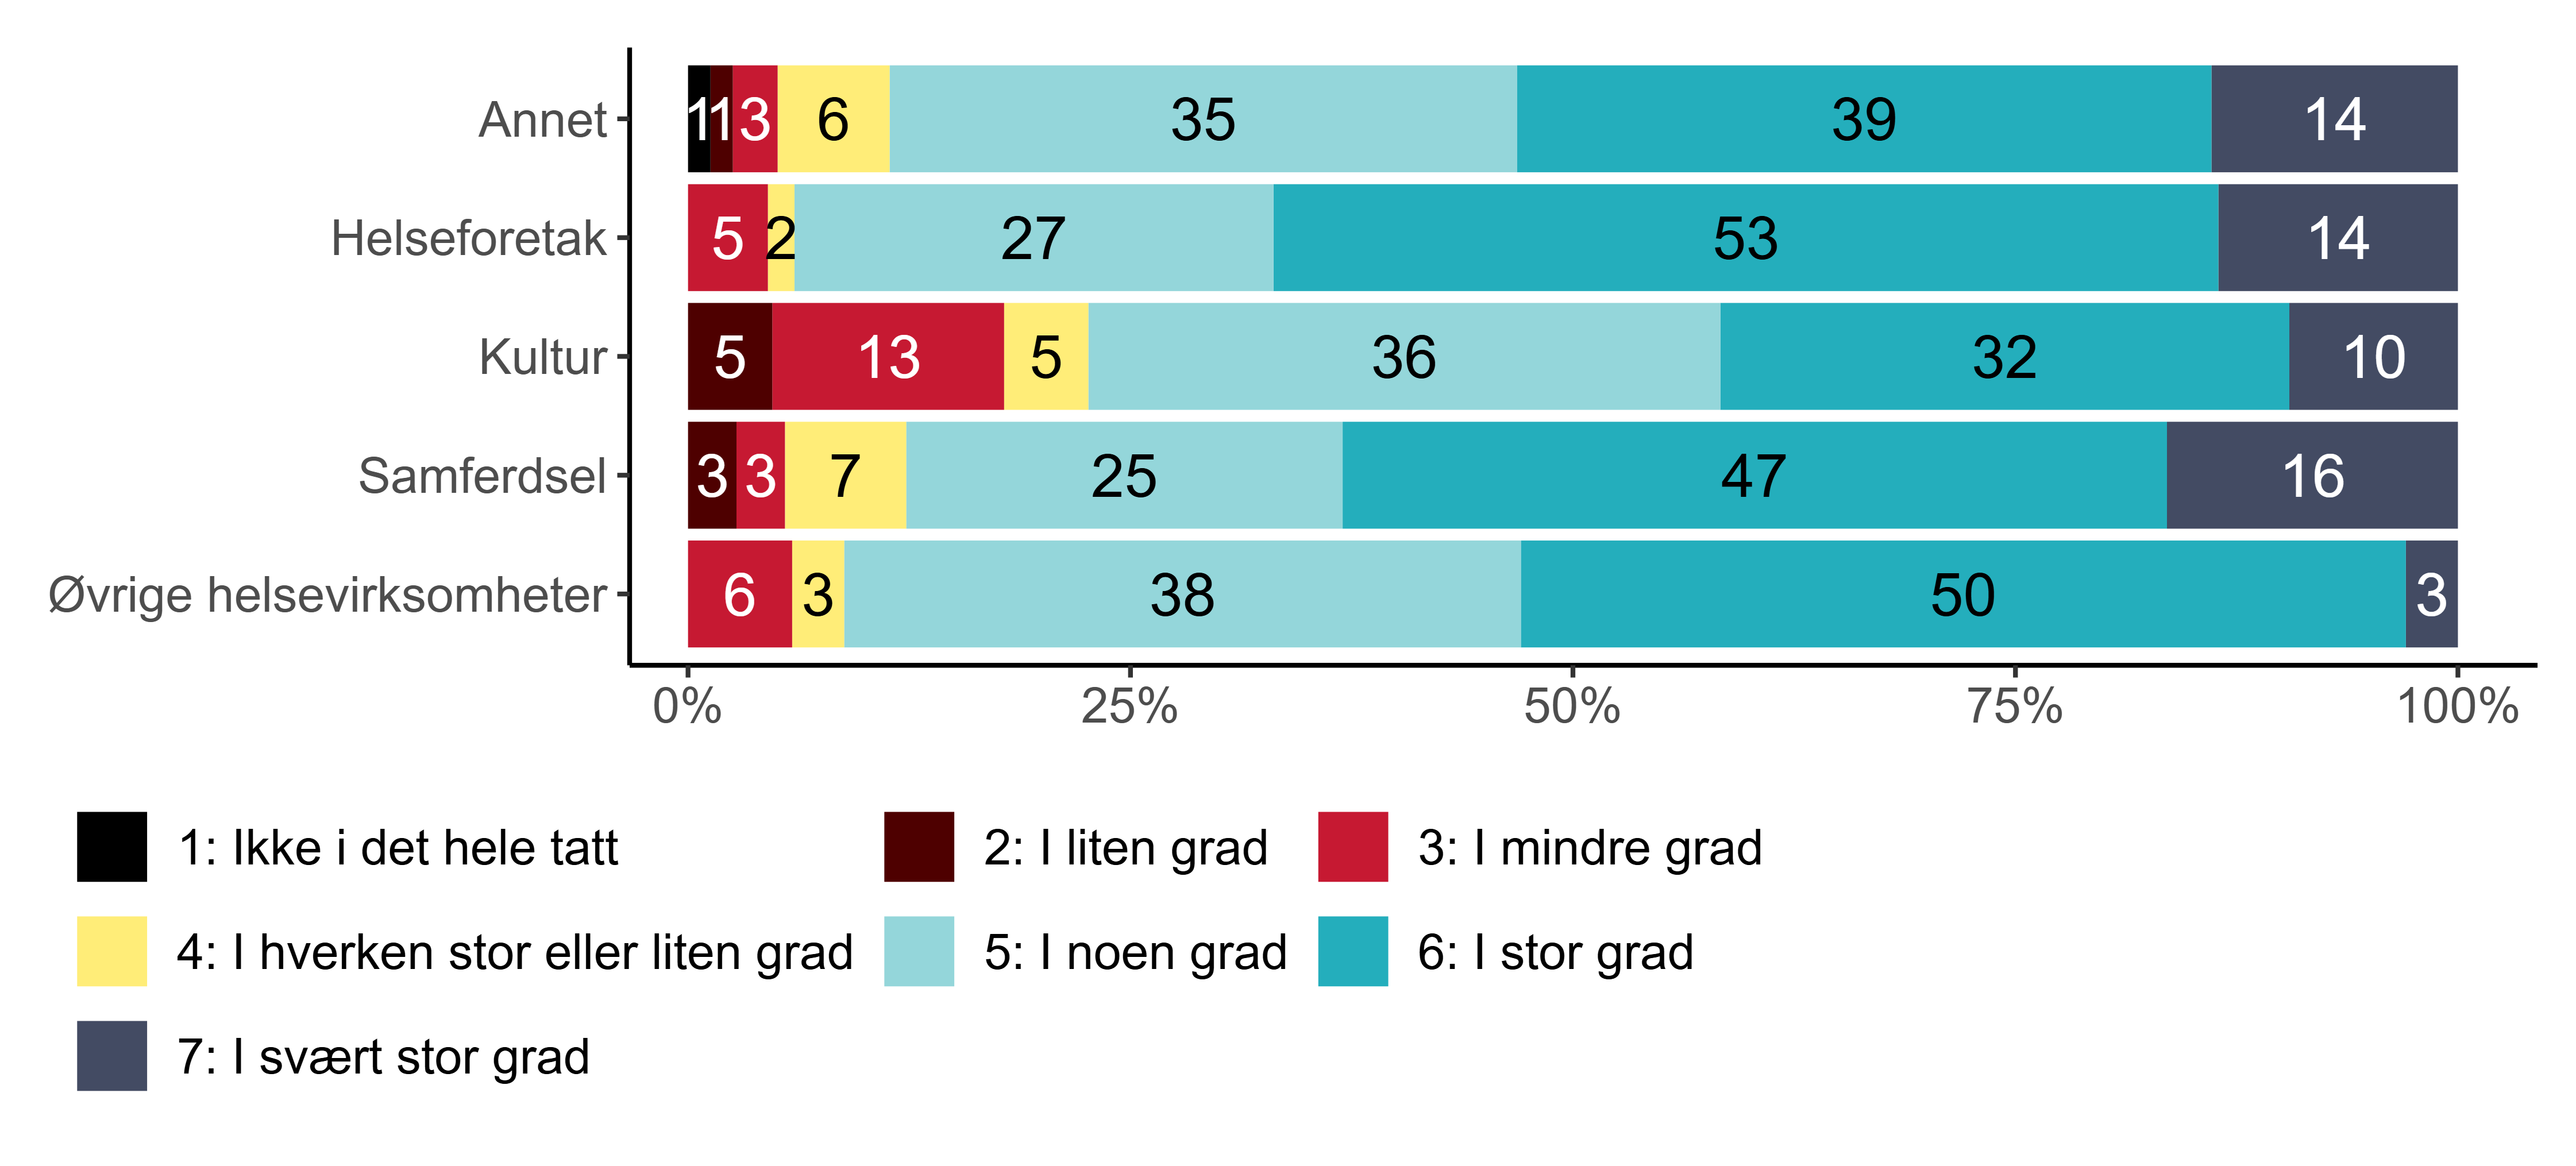 Annet 1 1 3 6 35 39 14
Helseforetak 5 2 27 53 14
Kultur 5 13 5 36 32 10
Samferdsel 3 3 7 25 47 16
Øvrige helsevirksomheter 6 3 38 50 3
0% 25% 50% 75% 100%
1: Ikke i det hele tatt 2: I liten grad 3: I mindre grad
4: I hverken stor eller liten grad 5: I noen grad 6: I stor grad
7: I svært stor grad